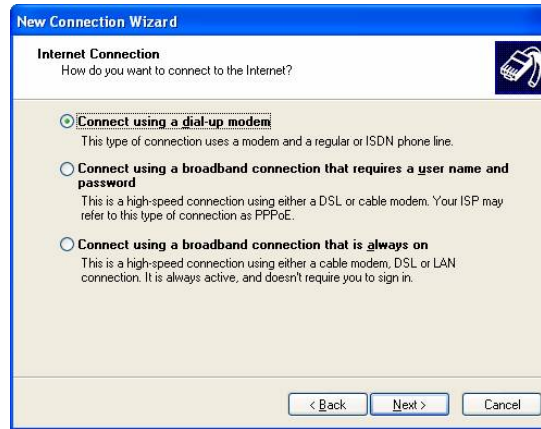 New Connection Wizard
Internet Connection
How do you want to connect to the Internet?
Connect using a dial-up modem
This type of connection uses a modem and a regular or ISDN phone line.
Connect using a broadband connection that requires a user name and
password
This is a high-speed connection using either a DSL or cable modem. Your ISP may
refer to this type of connection as PPPoE.
Connect using a broadband connection that is always on
This is a high-speed connection using either a cable modem, DSL or LAN
connection. It is always active, and doesn't require you to sign in.
< Back Next > Cancel